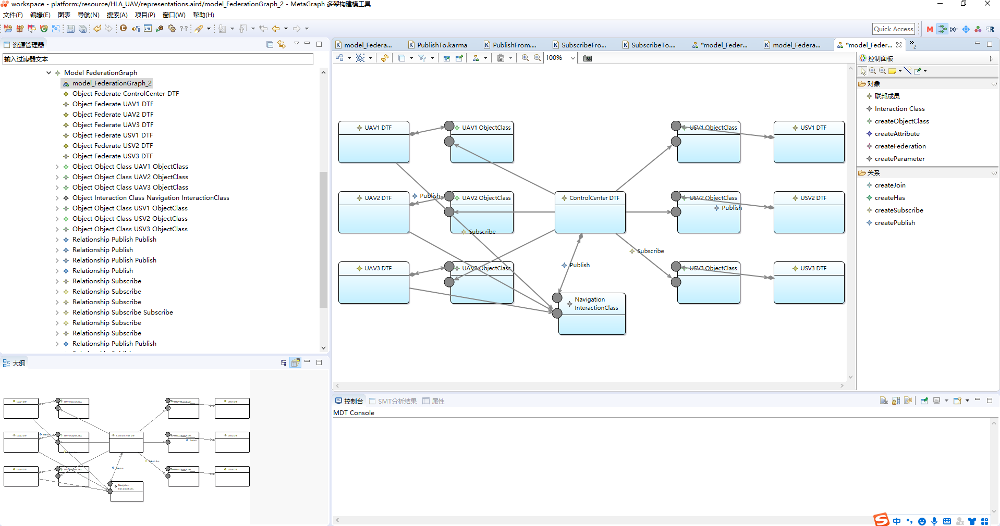 workspace - platform:/resource/HLA_UAV/representations.aird/model_FederationGraph_2 - MetaGraph 多架构建模工具
文件(F) 编辑(E) 图表 导航(N) 搜索(A) 项目(P) 窗口(W) 帮助(H)
Quick Access
资源管理器
输入过滤器文本
Model FederationGraph
model_FederationGraph_2
Object Federate ControlCenter DTF
Object Federate UAV1 DTF
Object Federate UAV2 DTF
Object Federate UAV3 DTF
Object Federate USV1 DTF
Object Federate USV2 DTF
Object Federate USV3 DTF
Object Object Class UAV1 ObjectClass
Object Object Class UAV2 ObjectClass
Object Object Class UAV3 ObjectClass
Object Interaction Class Navigation InteractionClass
Object Object Class USV1 ObjectClass
Object Object Class USV2 ObjectClass
Object Object Class USV3 ObjectClass
Relationship Publish Publish
Relationship Publish
Relationship Publish Publish
Relationship Publish
Relationship Subscribe
Relationship Subscribe
Relationship Subscribe
Relationship Subscribe Subscribe
Relationship Subscribe
Relationship Subscribe
Relationship Publish Publish
大纲
model_Federa... PublishTo.karma PublishFrom.... SubscribeFro... SubscribeTo.... *model_Feder... model_Federa... *model_Feder... »2
100%
UAV1 DTF
UAV1 ObjectClass
USV1 ObjectClass
USV1 DTF
UAV2 DTF
Publish
UAV2 ObjectClass
Subscribe
ControlCenter DTF
USV2 ObjectClass
Publish
USV2 DTF
UAV3 DTF
UAV3 ObjectClass
Publish
Subscribe
USV3 ObjectClass
USV3 DTF
Navigation
InteractionClass
控制面板
对象
联邦成员
Interaction Class
createObjectClass
createAttribute
createFederation
createParameter
关系
createJoin
createHas
createSubscribe
createPublish
控制台 SMT分析结果 属性
MDT Console
中